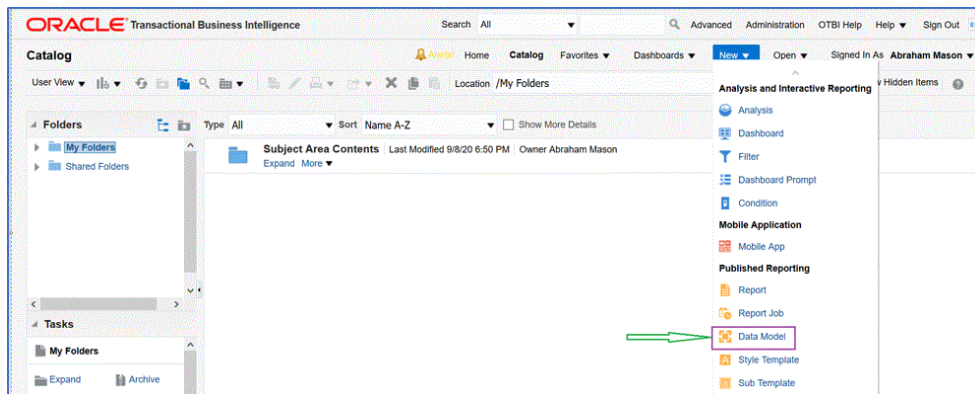 ORACLE Transactional Business Intelligence Search All Advanced Administration OTBI Help Help Sign Out
Catalog Alerts! Home Catalog Favorites Dashboards New Open Signed In As Abraham Mason
User View Location /My Folders Hidden Items
Analysis and Interactive Reporting
Folders Type All Sort Name A-Z Show More Details Analysis
My Folders Subject Area Contents Last Modified 9/8/20 6:50 PM Owner Abraham Mason Dashboard
Shared Folders Expand More Filter
Dashboard Prompt
Condition
Mobile Application
Mobile App
Published Reporting
Report
Tasks Report Job
My Folders Data Model
Style Template
Expand Archive Sub Template